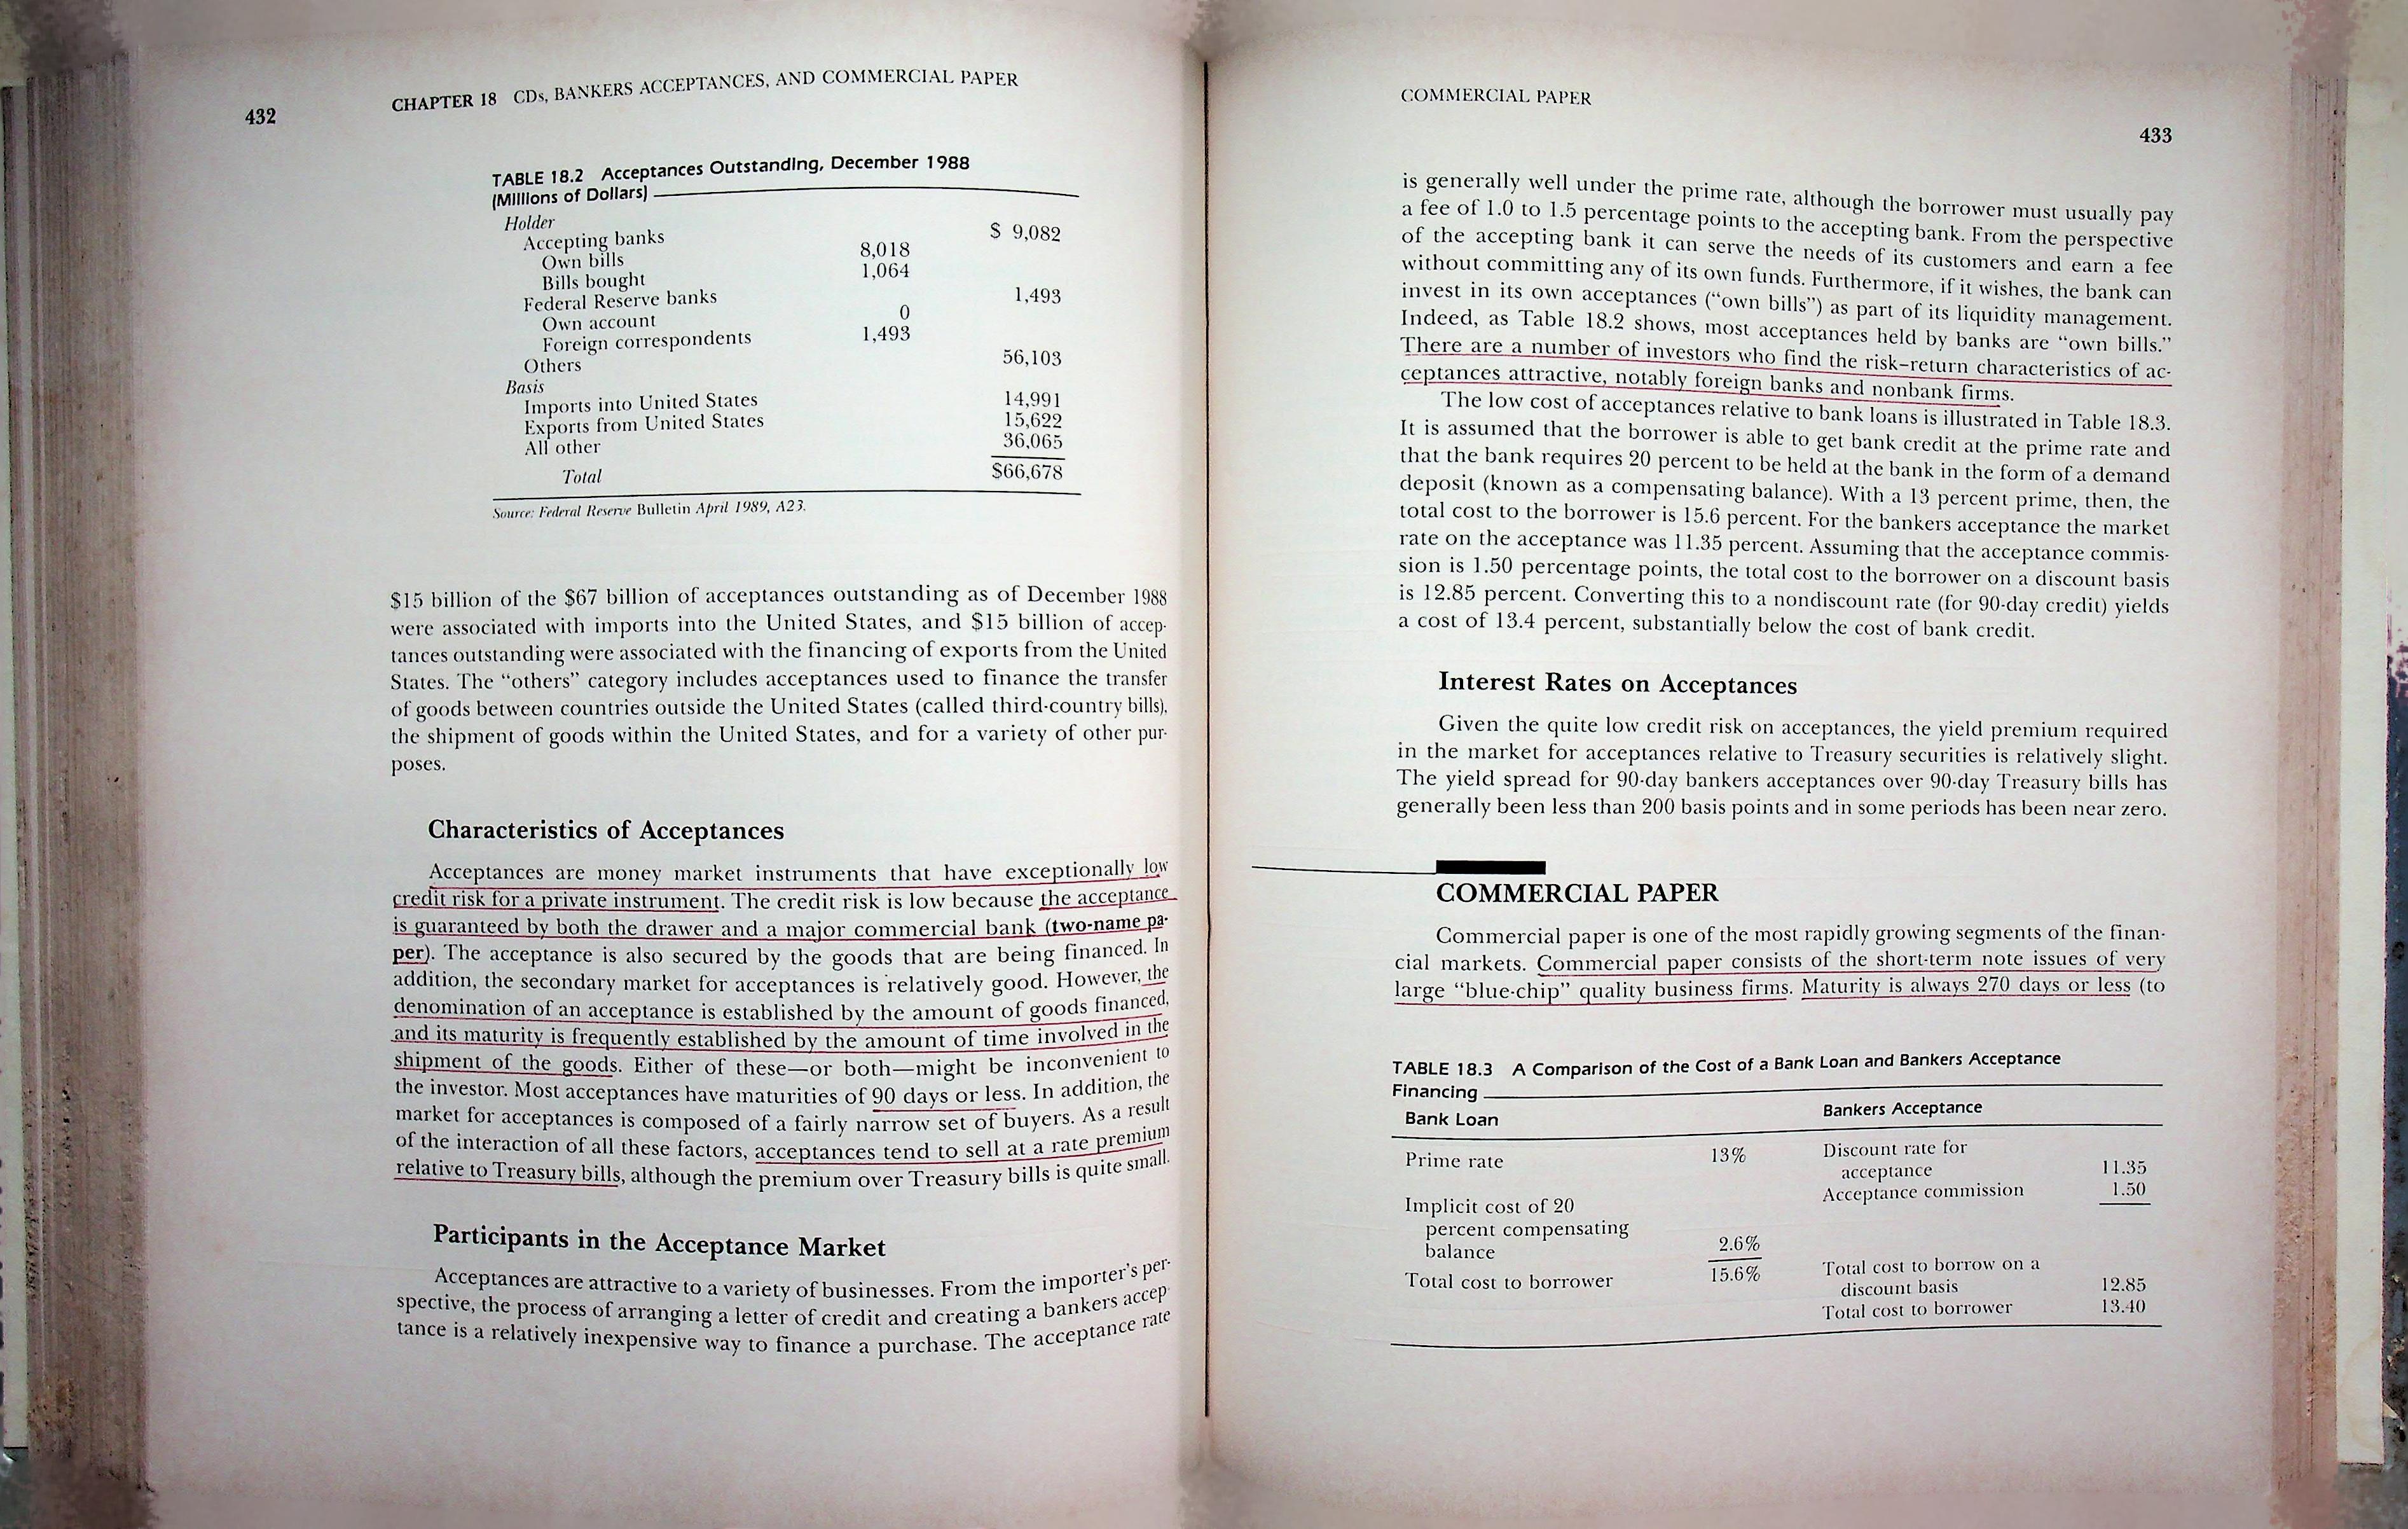 432
CHAPTER 18 CDs, BANKERS ACCEPTANCES, AND COMMERCIAL PAPER
TABLE 18.2 Acceptances Outstanding, December 1988
(Millions of Dollars)
Holder
Accepting banks $ 9,082
Own bills 8,018
Bills bought 1,064
Federal Reserve banks 1,493
Own account 0
Foreign correspondents 1,493
Others 56,103
Basis
Imports into United States 14,991
Exports from United States 15,622
All other 36,065
Total $66,678
Source: Federal Reserve Bulletin April 1989, A23.
$15 billion of the $67 billion of acceptances outstanding as of December 1988
were associated with imports into the United States, and $15 billion of accep-
tances outstanding were associated with the financing of exports from the United
States. The "others" category includes acceptances used to finance the transfer
of goods between countries outside the United States (called third-country bills),
the shipment of goods within the United States, and for a variety of other pur-
poses.
Characteristics of Acceptances
Acceptances are money market instruments that have exceptionally low
credit risk for a private instrument. The credit risk is low because the acceptance
is guaranteed by both the drawer and a major commercial bank (two-name pa-
per). The acceptance is also secured by the goods that are being financed. In
addition, the secondary market for acceptances is relatively good. However, the
denomination of an acceptance is established by the amount of goods financed,
and its maturity is frequently established by the amount of time involved in the
shipment of the goods. Either of these—or both—might be inconvenient to
the investor. Most acceptances have maturities of 90 days or less. In addition, the
market for acceptances is composed of a fairly narrow set of buyers. As a result
of the interaction of all these factors, acceptances tend to sell at a rate premium
relative to Treasury bills, although the premium over Treasury bills is quite small.
Participants in the Acceptance Market
Acceptances are attractive to a variety of businesses. From the importer's per-
spective, the process of arranging a letter of credit and creating a bankers accep-
tance is a relatively inexpensive way to finance a purchase. The acceptance rate
COMMERCIAL PAPER
433
is generally well under the prime rate, although the borrower must usually pay
a fee of 1.0 to 1.5 percentage points to the accepting bank. From the perspective
of the accepting bank it can serve the needs of its customers and earn a fee
without committing any of its own funds. Furthermore, if it wishes, the bank can
invest in its own acceptances ("own bills") as part of its liquidity management.
Indeed, as Table 18.2 shows, most acceptances held by banks are "own bills."
There are a number of investors who find the risk–return characteristics of ac-
ceptances attractive, notably foreign banks and nonbank firms.
The low cost of acceptances relative to bank loans is illustrated in Table 18.3.
It is assumed that the borrower is able to get bank credit at the prime rate and
that the bank requires 20 percent to be held at the bank in the form of a demand
deposit (known as a compensating balance). With a 13 percent prime, then, the
total cost to the borrower is 15.6 percent. For the bankers acceptance the market
rate on the acceptance was 11.35 percent. Assuming that the acceptance commis-
sion is 1.50 percentage points, the total cost to the borrower on a discount basis
is 12.85 percent. Converting this to a nondiscount rate (for 90-day credit) yields
a cost of 13.4 percent, substantially below the cost of bank credit.
Interest Rates on Acceptances
Given the quite low credit risk on acceptances, the yield premium required
in the market for acceptances relative to Treasury securities is relatively slight.
The yield spread for 90-day bankers acceptances over 90-day Treasury bills has
generally been less than 200 basis points and in some periods has been near zero.
COMMERCIAL PAPER
Commercial paper is one of the most rapidly growing segments of the finan-
cial markets. Commercial paper consists of the short-term note issues of very
large "blue-chip" quality business firms. Maturity is always 270 days or less (to
TABLE 18.3 A Comparison of the Cost of a Bank Loan and Bankers Acceptance
Financing
Bank Loan Bankers Acceptance
Prime rate 13% Discount rate for
acceptance 11.35
Acceptance commission 1.50
Implicit cost of 20
percent compensating
balance 2.6%
Total cost to borrower 15.6% Total cost to borrow on a
discount basis 12.85
Total cost to borrower 13.40